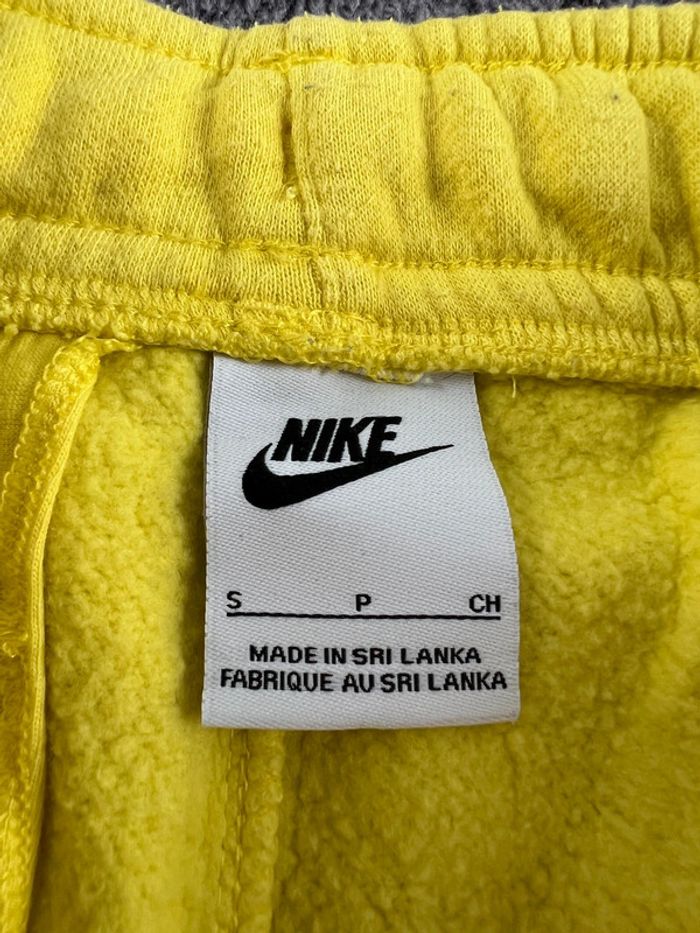 NIKE
S P CH
MADE IN SRI LANKA
FABRIQUE AU SRI LANKA